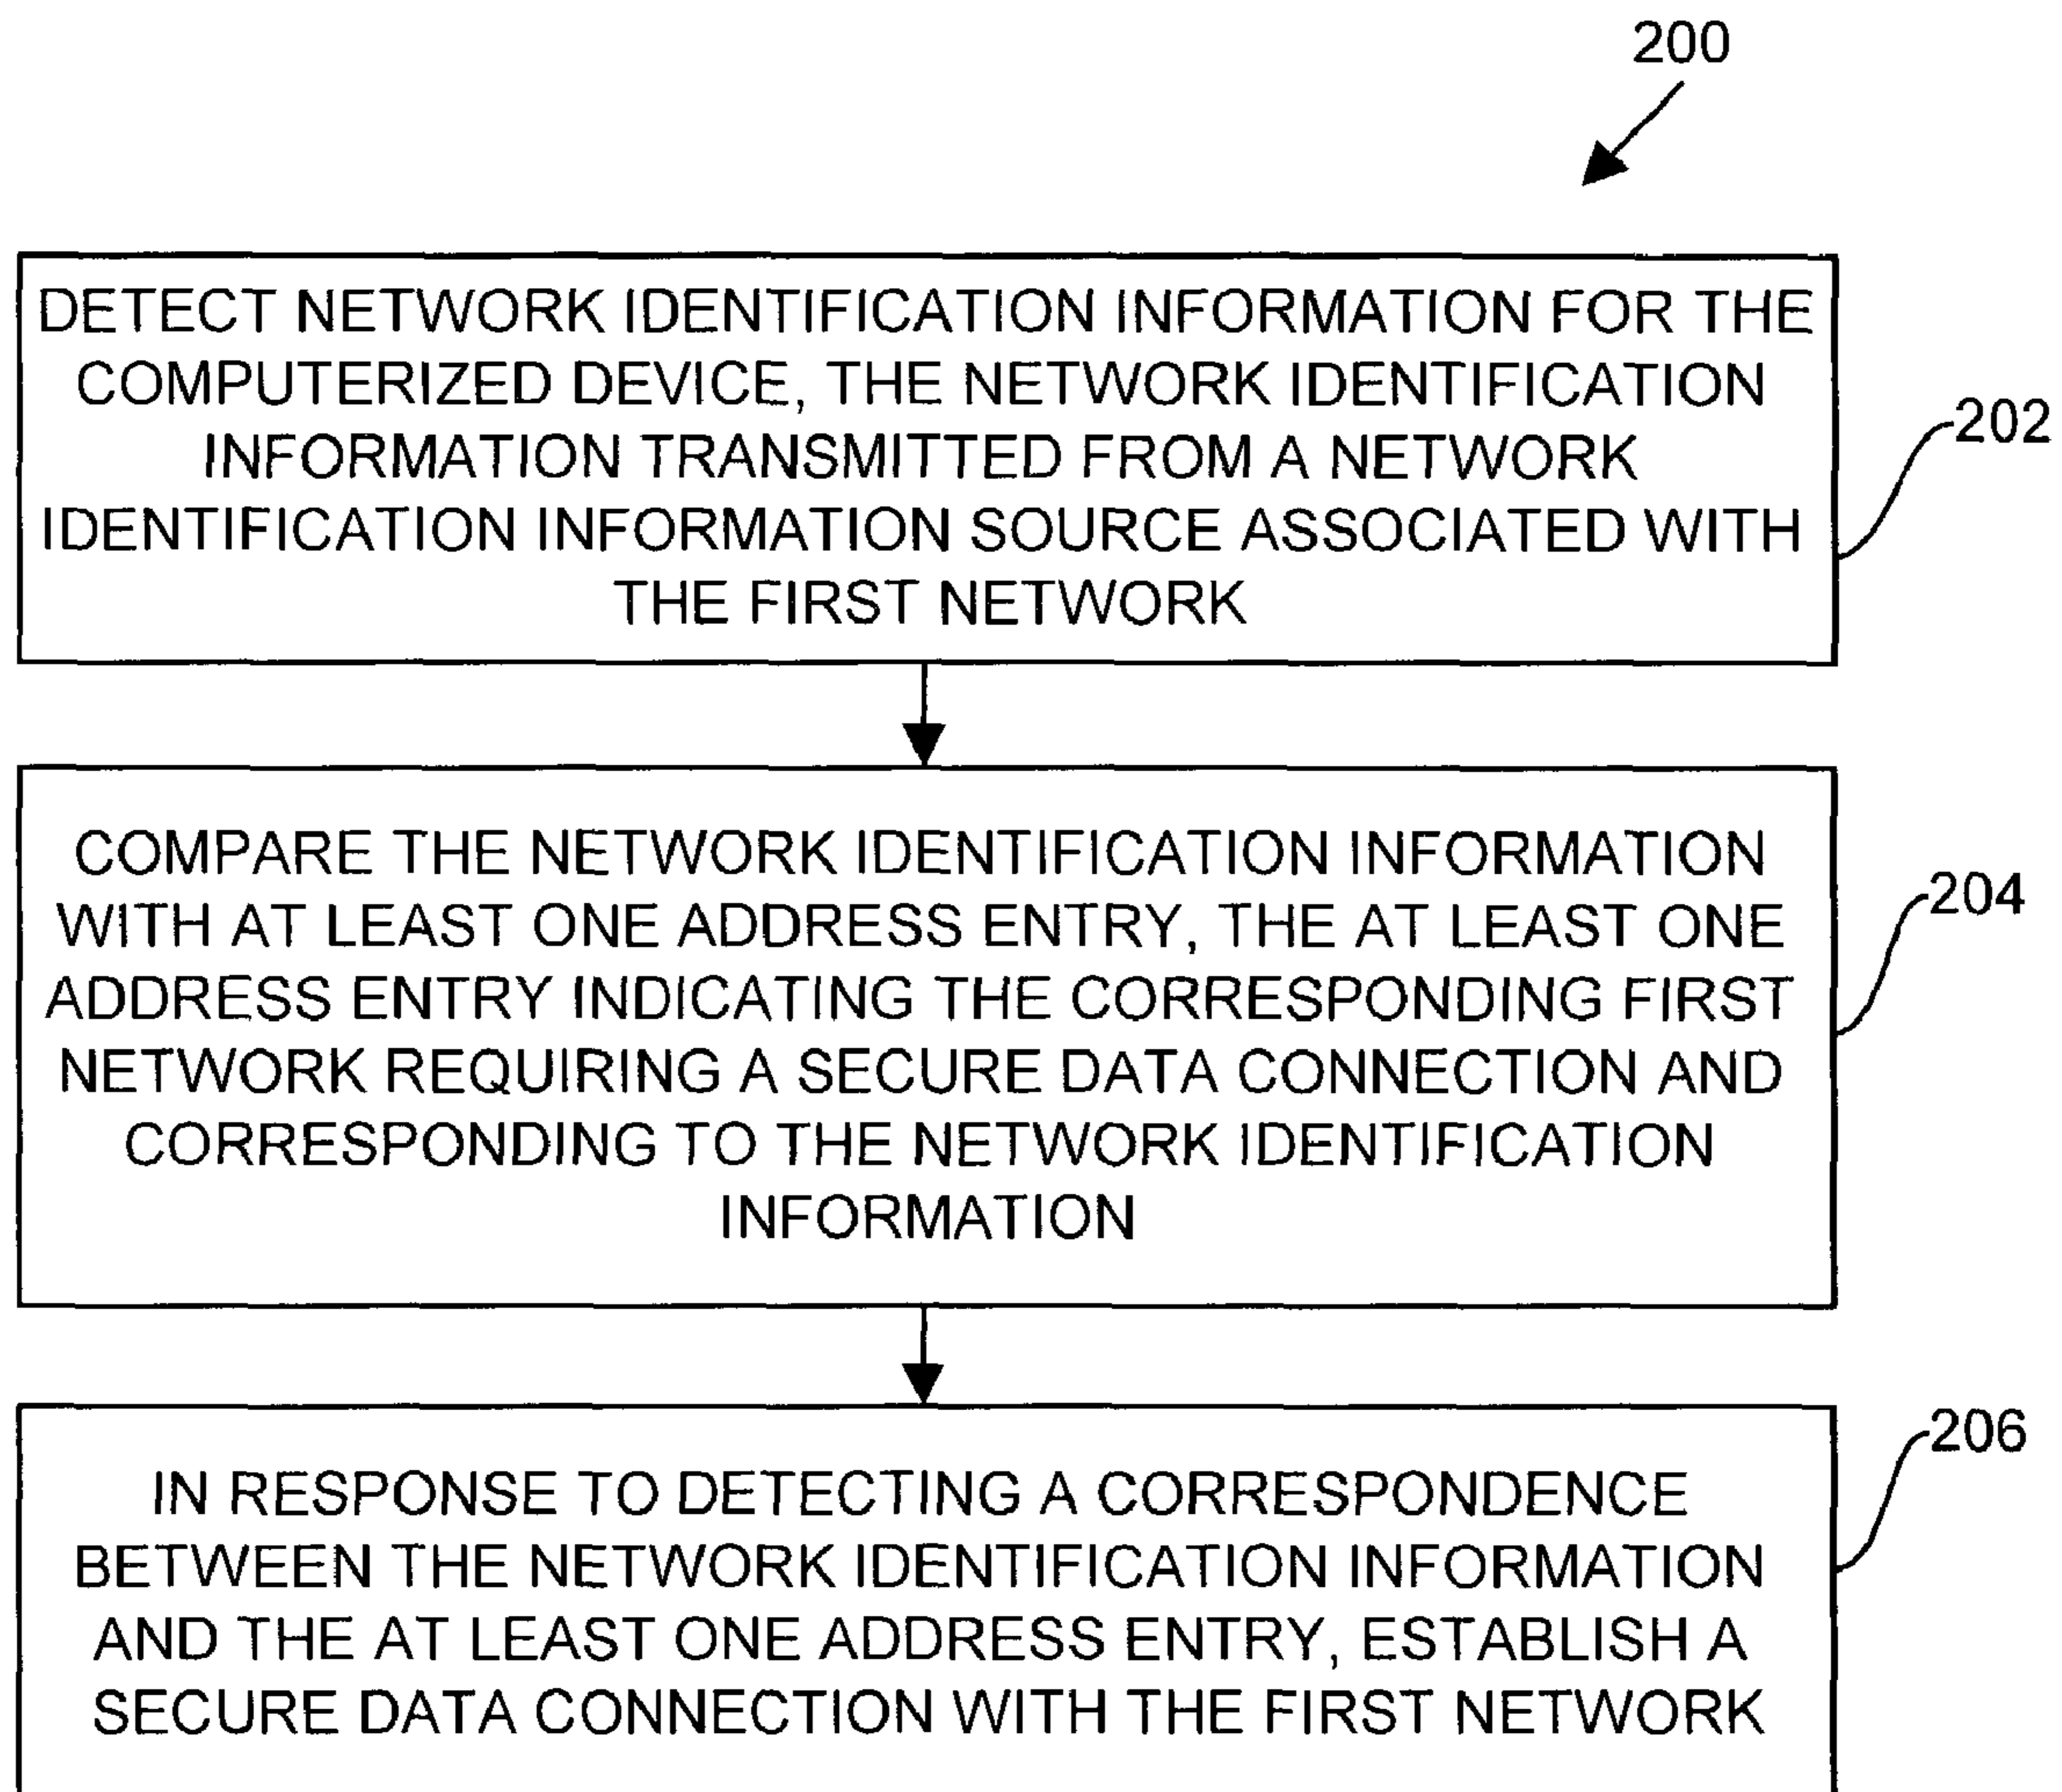 200
DETECT NETWORK IDENTIFICATION INFORMATION FOR THE
COMPUTERIZED DEVICE, THE NETWORK IDENTIFICATION
INFORMATION TRANSMITTED FROM A NETWORK
IDENTIFICATION INFORMATION SOURCE ASSOCIATED WITH
THE FIRST NETWORK
202
COMPARE THE NETWORK IDENTIFICATION INFORMATION
WITH AT LEAST ONE ADDRESS ENTRY, THE AT LEAST ONE
ADDRESS ENTRY INDICATING THE CORRESPONDING FIRST
NETWORK REQUIRING A SECURE DATA CONNECTION AND
CORRESPONDING TO THE NETWORK IDENTIFICATION
INFORMATION
204
IN RESPONSE TO DETECTING A CORRESPONDENCE
BETWEEN THE NETWORK IDENTIFICATION INFORMATION
AND THE AT LEAST ONE ADDRESS ENTRY, ESTABLISH A
SECURE DATA CONNECTION WITH THE FIRST NETWORK
206